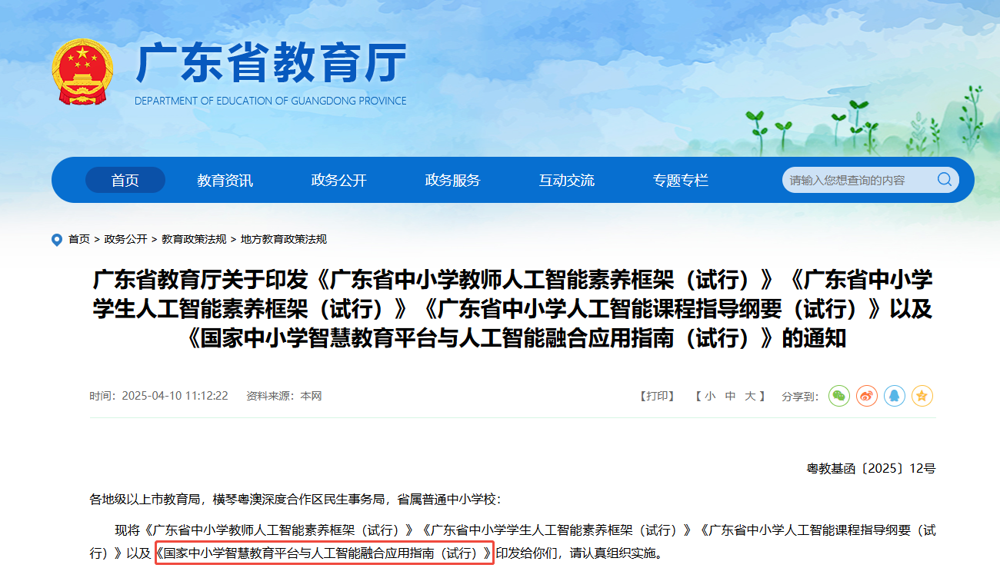 广东省教育厅
DEPARTMENT OF EDUCATION OF GUANGDONG PROVINCE
首页 教育资讯 政务公开 政务服务 互动交流 专题专栏 请输入您想查询的内容
首页 > 政务公开 > 教育政策法规 > 地方教育政策法规
广东省教育厅关于印发《广东省中小学教师人工智能素养框架（试行）》《广东省中小学
学生人工智能素养框架（试行）》《广东省中小学人工智能课程指导纲要（试行）》以及
《国家中小学智慧教育平台与人工智能融合应用指南（试行）》的通知
时间：2025-04-10 11:12:22 资料来源：本网 【打印】 【 小 中 大 】 分享到：
粤教基函〔2025〕12号
各地级以上市教育局，横琴粤澳深度合作区民生事务局，省属普通中小学校：
现将《广东省中小学教师人工智能素养框架（试行）》《广东省中小学学生人工智能素养框架（试行）》《广东省中小学人工智能课程指导纲要（试
行）》以及《国家中小学智慧教育平台与人工智能融合应用指南（试行）》印发给你们，请认真组织实施。